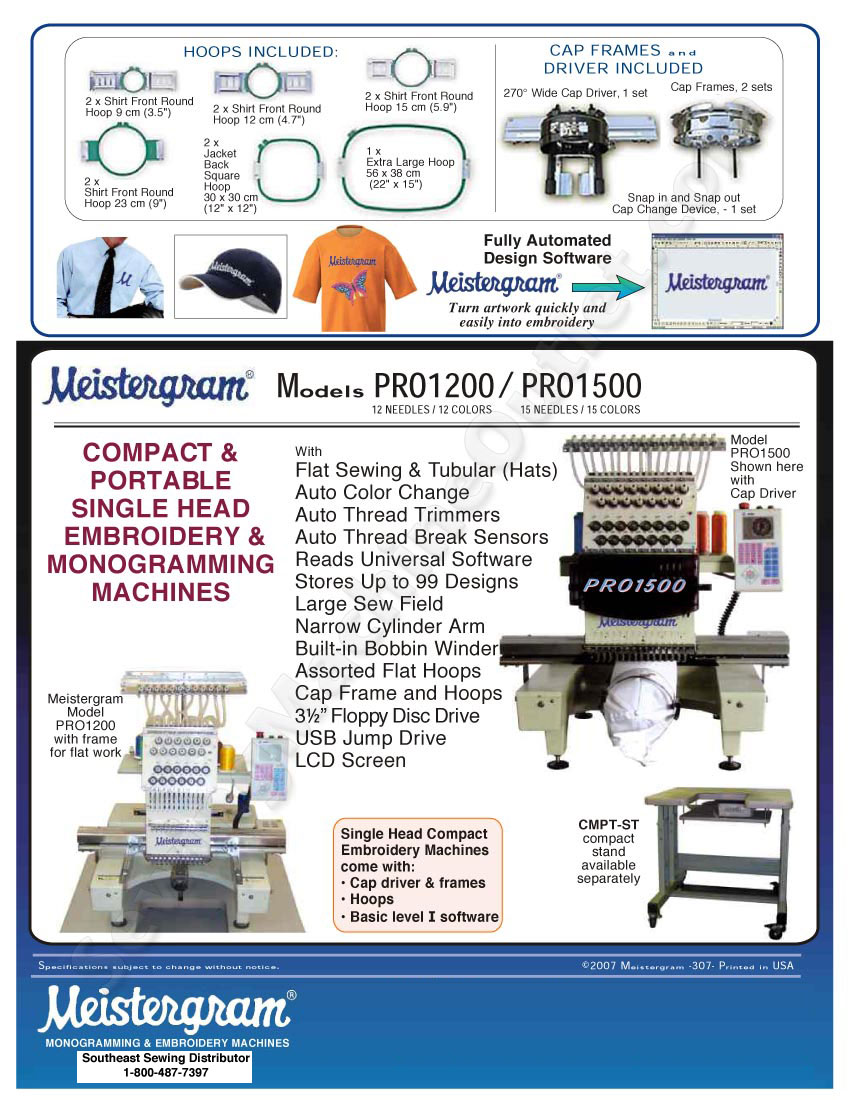 HOOPS INCLUDED:
2 x Shirt Front Round
Hoop 9 cm (3.5")
2 x Shirt Front Round
Hoop 12 cm (4.7")
2 x Shirt Front Round
Hoop 15 cm (5.9")
2 x
Shirt Front Round
Hoop 23 cm (9")
2 x
Jacket
Back
Square
Hoop
30 x 30 cm
(12" x 12")
1 x
Extra Large Hoop
56 x 38 cm
(22" x 15")
CAP FRAMES and
DRIVER INCLUDED
270° Wide Cap Driver, 1 set
Cap Frames, 2 sets
Snap in and Snap out
Cap Change Device, - 1 set
M
Meistergram
Meistergram
Fully Automated
Design Software
Meistergram®
Turn artwork quickly and
easily into embroidery
Meistergram®
Meistergram®
Models PRO1200 / PRO1500
12 NEEDLES / 12 COLORS 15 NEEDLES / 15 COLORS
COMPACT &
PORTABLE
SINGLE HEAD
EMBROIDERY &
MONOGRAMMING
MACHINES
With
Flat Sewing & Tubular (Hats)
Auto Color Change
Auto Thread Trimmers
Auto Thread Break Sensors
Reads Universal Software
Stores Up to 99 Designs
Large Sew Field
Narrow Cylinder Arm
Built-in Bobbin Winder
Assorted Flat Hoops
Cap Frame and Hoops
3½” Floppy Disc Drive
USB Jump Drive
LCD Screen
Model
PRO1500
Shown here
with
Cap Driver
PRO1500
Meistergram
Meistergram
Model
PRO1200
with frame
for flat work
Meistergram
Single Head Compact
Embroidery Machines
come with:
· Cap driver & frames
· Hoops
· Basic level I software
CMPT-ST
compact
stand
available
separately
SewMachineOutlet.com
Specifications subject to change without notice.
©2007 Meistergram -307- Printed in USA
Meistergram®
MONOGRAMMING & EMBROIDERY MACHINES
Southeast Sewing Distributor
1-800-487-7397